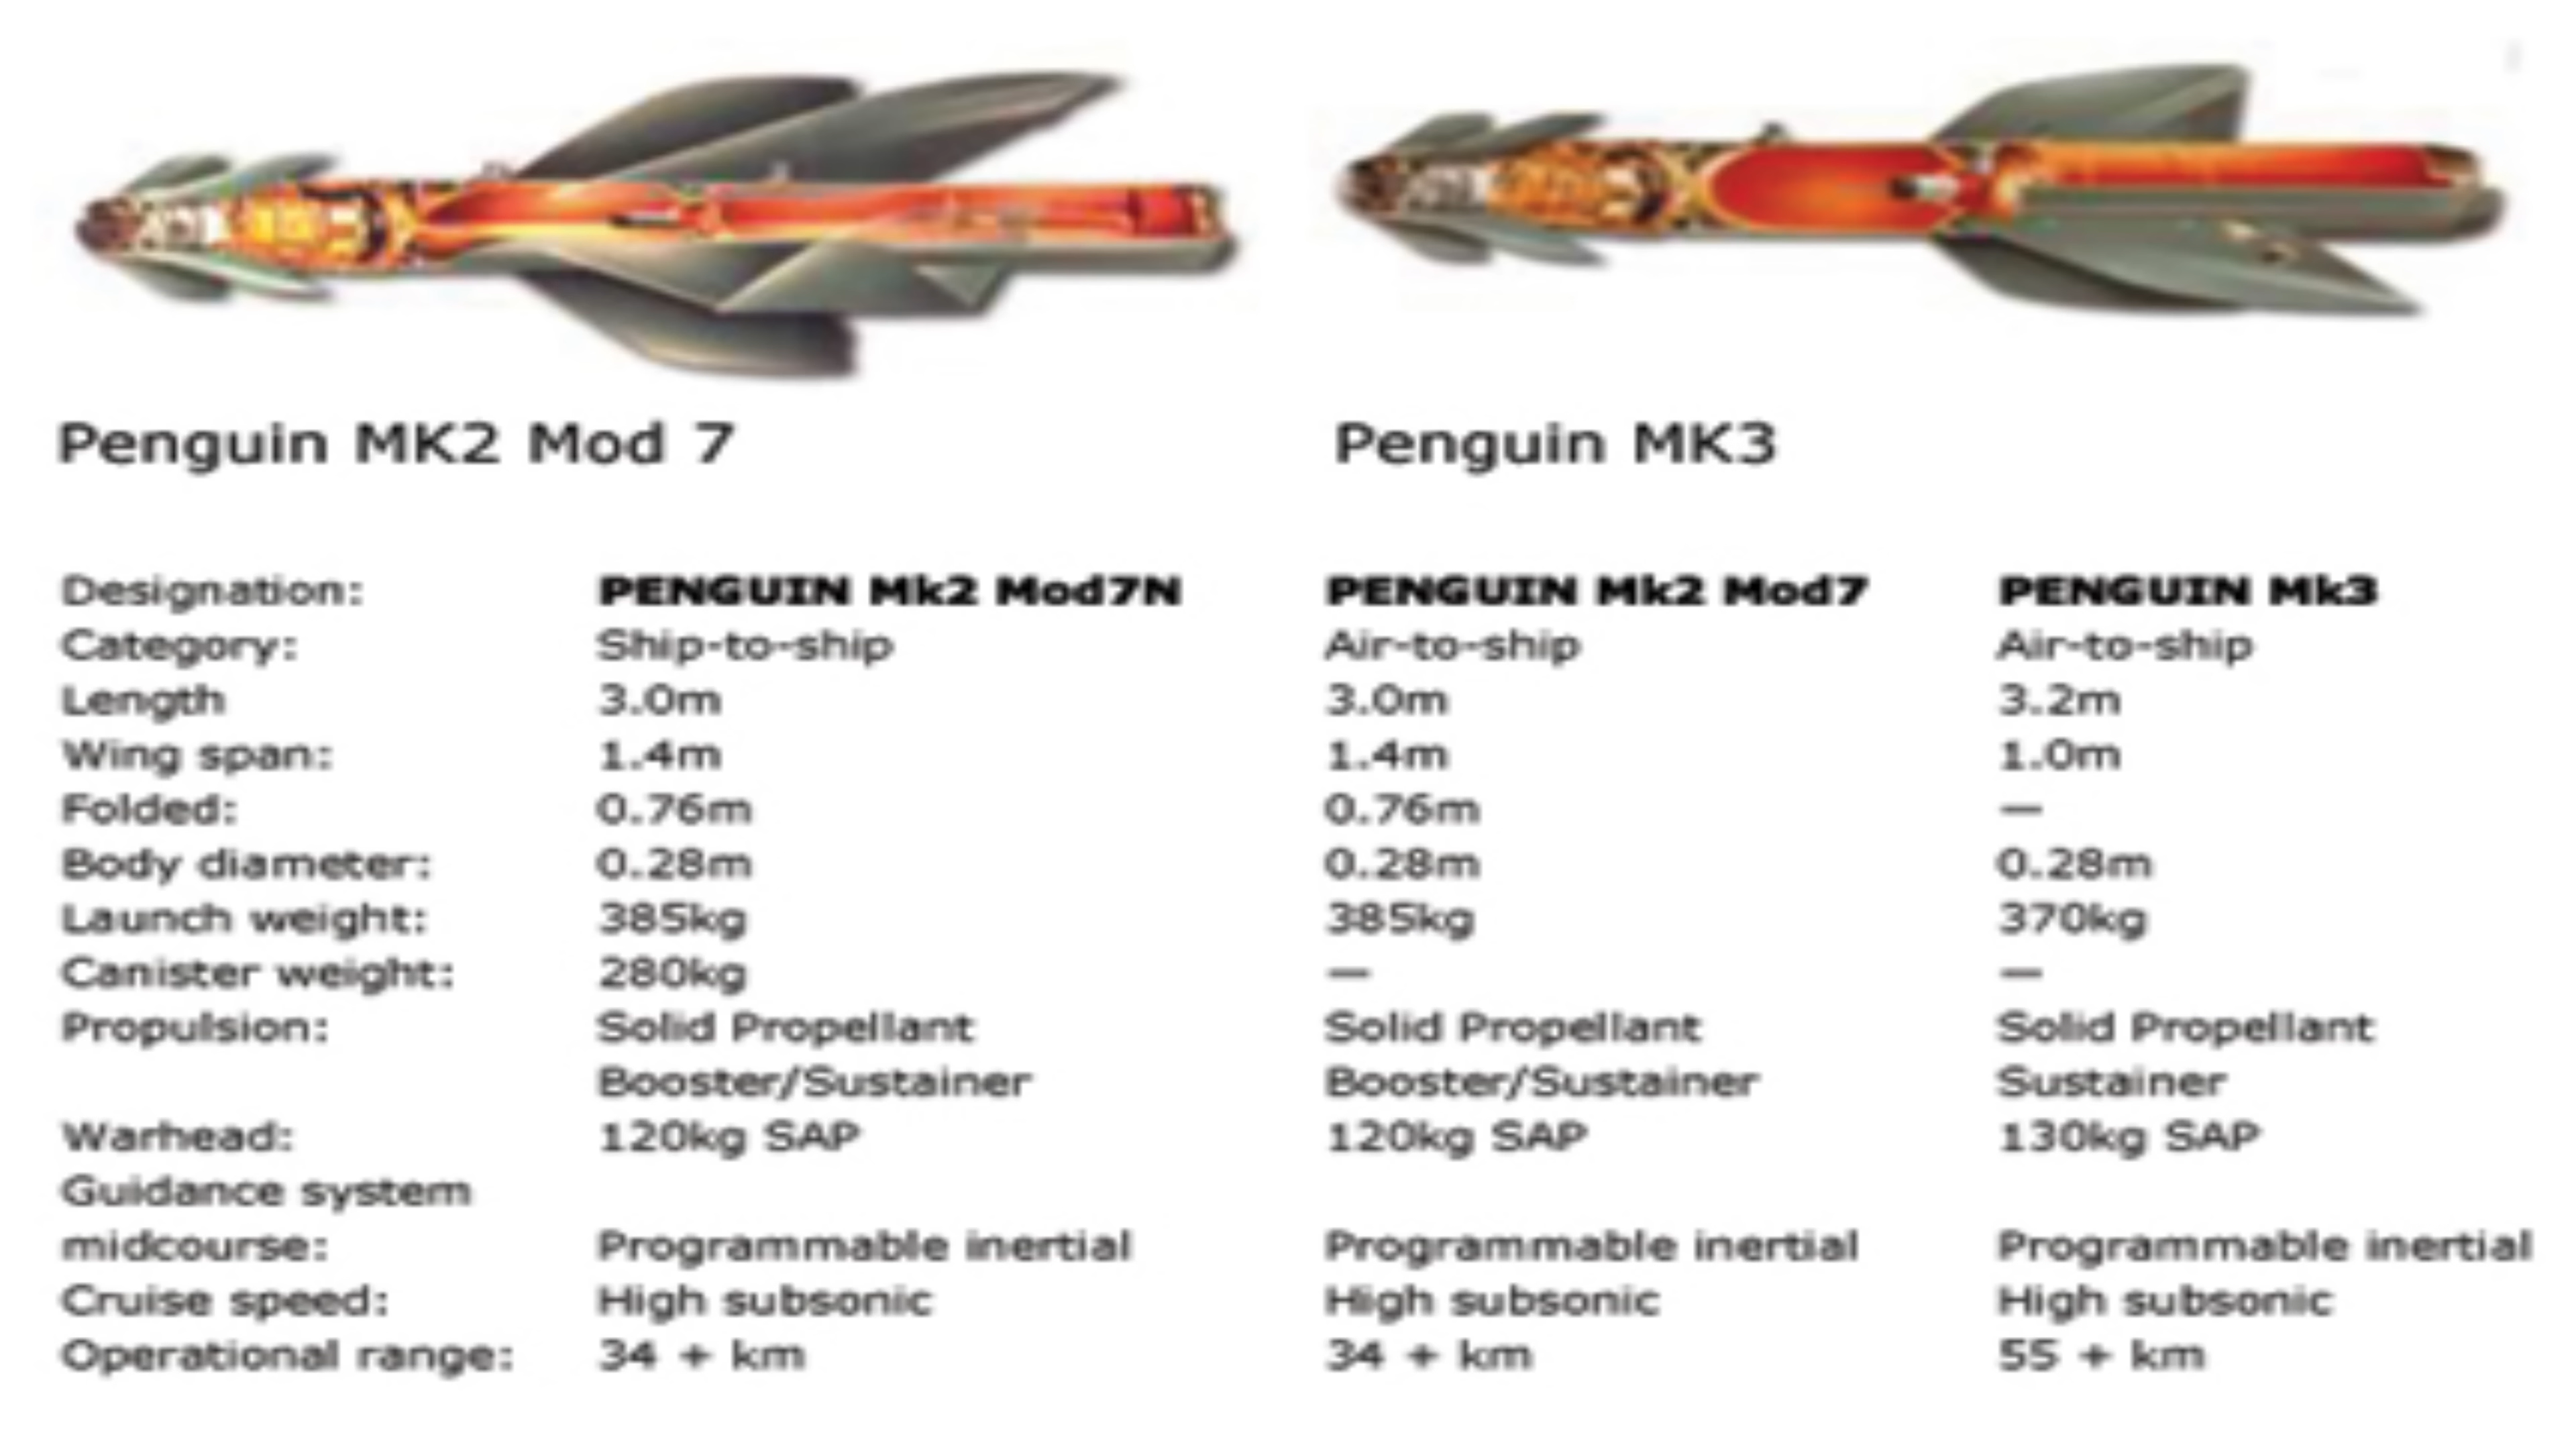 Penguin MK2 Mod 7 Penguin MK3
Designation: PENGUIN Mk2 Mod7N PENGUIN Mk2 Mod7 PENGUIN Mk3
Category: Ship-to-ship Air-to-ship Air-to-ship
Length 3.0m 3.0m 3.2m
Wing span: 1.4m 1.4m 1.0m
Folded: 0.76m 0.76m —
Body diameter: 0.28m 0.28m 0.28m
Launch weight: 385kg 385kg 370kg
Canister weight: 280kg — —
Propulsion: Solid Propellant Solid Propellant Solid Propellant
Booster/Sustainer Booster/Sustainer Sustainer
Warhead: 120kg SAP 120kg SAP 130kg SAP
Guidance system
midcourse: Programmable inertial Programmable inertial Programmable inertial
Cruise speed: High subsonic High subsonic High subsonic
Operational range: 34 + km 34 + km 55 + km